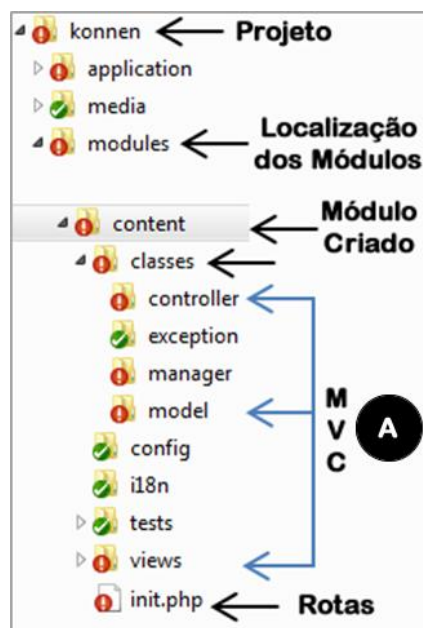 konnen
Projeto
application
media
modules
Localização
dos Módulos
content
Módulo
Criado
classes
controller
exception
manager
model
M
V
C
A
config
i18n
tests
views
init.php
Rotas